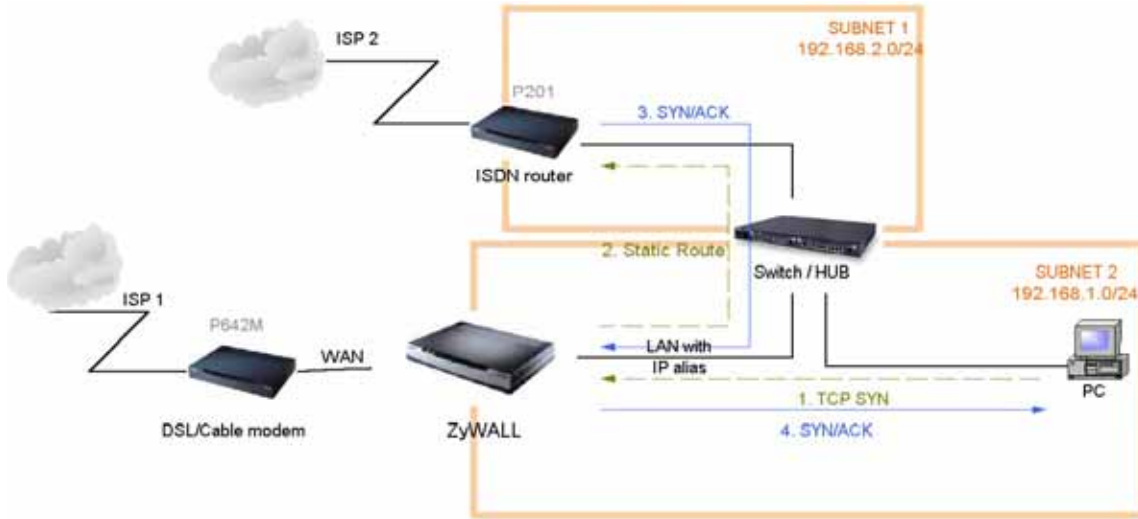 SUBNET 1
192.168.2.0/24
ISP 2
P201
3. SYN/ACK
ISDN router
2. Static Route
Switch / HUB
SUBNET 2
192.168.1.0/24
ISP 1
P642M
WAN
LAN with
IP alias
PC
1. TCP SYN
DSL/Cable modem
ZyWALL
4. SYN/ACK